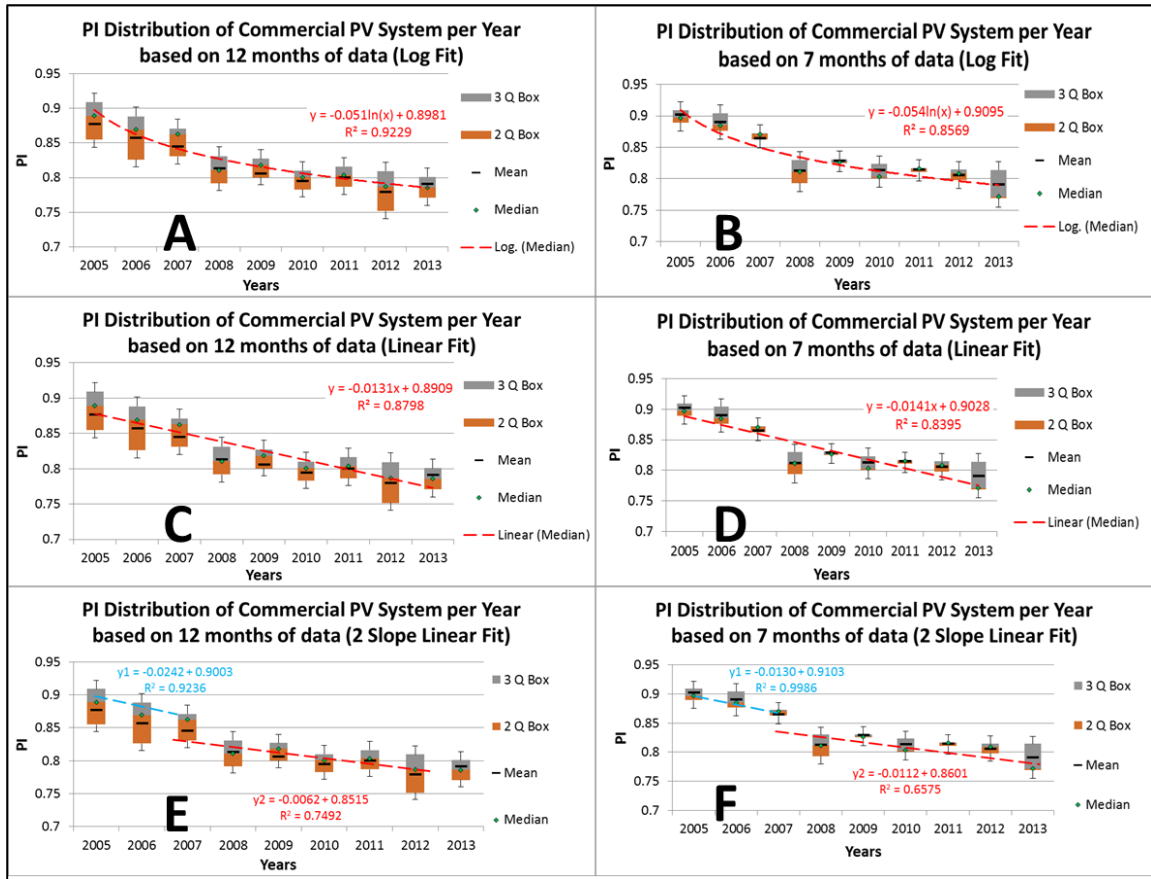 PI Distribution of Commercial PV System per Year
based on 12 months of data (Log Fit)
PI
0.95
0.9
0.85
0.8
0.75
0.7
y = -0.051ln(x) + 0.8981
R² = 0.9229
3 Q Box
2 Q Box
Mean
Median
Log. (Median)
A
2005 2006 2007 2008 2009 2010 2011 2012 2013
Years
PI Distribution of Commercial PV System per Year
based on 7 months of data (Log Fit)
PI
0.95
0.9
0.85
0.8
0.75
0.7
y = -0.054ln(x) + 0.9095
R² = 0.8569
3 Q Box
2 Q Box
Mean
Median
Log. (Median)
B
2005 2006 2007 2008 2009 2010 2011 2012 2013
Years
PI Distribution of Commercial PV System per Year
based on 12 months of data (Linear Fit)
PI
0.95
0.9
0.85
0.8
0.75
0.7
y = -0.0131x + 0.8909
R² = 0.8798
3 Q Box
2 Q Box
Mean
Median
Linear (Median)
C
2005 2006 2007 2008 2009 2010 2011 2012 2013
Years
PI Distribution of Commercial PV System per Year
based on 7 months of data (Linear Fit)
PI
0.95
0.9
0.85
0.8
0.75
0.7
y = -0.0141x + 0.9028
R² = 0.8395
3 Q Box
2 Q Box
Mean
Median
Linear (Median)
D
2005 2006 2007 2008 2009 2010 2011 2012 2013
Years
PI Distribution of Commercial PV System per Year
based on 12 months of data (2 Slope Linear Fit)
PI
0.95
0.9
0.85
0.8
0.75
0.7
y1 = -0.0242 + 0.9003
R² = 0.9236
y2 = -0.0062 + 0.8515
R² = 0.7492
3 Q Box
2 Q Box
Mean
Median
E
2005 2006 2007 2008 2009 2010 2011 2012 2013
Years
PI Distribution of Commercial PV System per Year
based on 7 months of data (2 Slope Linear Fit)
PI
0.95
0.9
0.85
0.8
0.75
0.7
y1 = -0.0130 + 0.9103
R² = 0.9986
y2 = -0.0112 + 0.8601
R² = 0.6575
3 Q Box
2 Q Box
Mean
Median
F
2005 2006 2007 2008 2009 2010 2011 2012 2013
Years